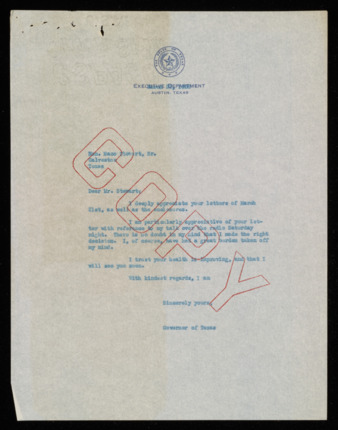 EXECUTIVE DEPARTMENT
AUSTIN, TEXAS
Hon. Maco Stewart, Sr.
Galveston
Texas
Dear Mr. Stewart:
I deeply appreciate your letters of March
21st, as well as the
I am particularly appreciative of your let-
ter with reference to my talk over the radio Saturday
night. There is no doubt in my mind that I made the right
decision. I, of course, have had a great burden taken off
my mind.
I trust your health is improving, and that I
will see you soon.
With kindest regards, I am
Sincerely yours,
Governor of Texas
COPY